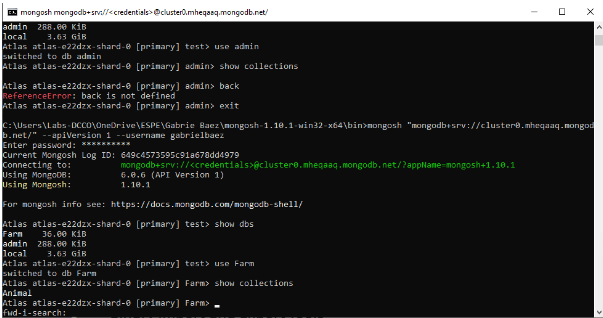 mongosh mongodb+srv://<credentials>@cluster0.mheqaaq.mongodb.net/
admin  288.00 KiB
local    3.63 GiB
Atlas atlas-e22dzx-shard-0 [primary] test> use admin
switched to db admin
Atlas atlas-e22dzx-shard-0 [primary] admin> show collections

Atlas atlas-e22dzx-shard-0 [primary] admin> back
ReferenceError: back is not defined
Atlas atlas-e22dzx-shard-0 [primary] admin> exit

C:\Users\Labs-DCCO\OneDrive\ESPE\Gabrie Baez\mongosh-1.10.1-win32-x64\bin>mongosh "mongodb+srv://cluster0.mheqaaq.mongod
b.net/" --apiVersion 1 --username gabrielbaez
Enter password: **********
Current Mongosh Log ID: 649c4573595c91a678dd4979
Connecting to:          mongodb+srv://<credentials>@cluster0.mheqaaq.mongodb.net/?appName=mongosh+1.10.1
Using MongoDB:          6.0.6 (API Version 1)
Using Mongosh:          1.10.1

For mongosh info see: https://docs.mongodb.com/mongodb-shell/

Atlas atlas-e22dzx-shard-0 [primary] test> show dbs
Farm    36.00 KiB
admin  288.00 KiB
local    3.63 GiB
Atlas atlas-e22dzx-shard-0 [primary] test> use Farm
switched to db Farm
Atlas atlas-e22dzx-shard-0 [primary] Farm> show collections
Animal
Atlas atlas-e22dzx-shard-0 [primary] Farm> _
fwd-i-search: